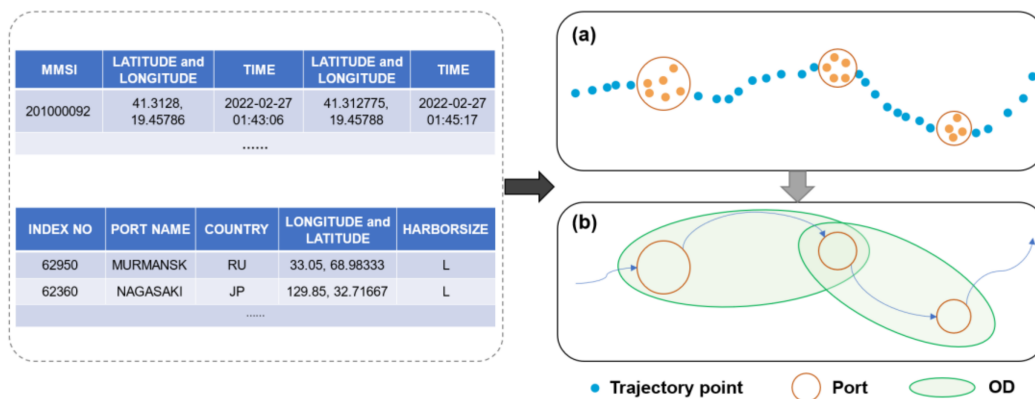 MMSI LATITUDE and LONGITUDE TIME LATITUDE and LONGITUDE TIME
201000092 41.3128, 19.45786 2022-02-27 01:43:06 41.312775, 19.45788 2022-02-27 01:45:17
......
INDEX NO PORT NAME COUNTRY LONGITUDE and LATITUDE HARBORSIZE
62950 MURMANSK RU 33.05, 68.98333 L
62360 NAGASAKI JP 129.85, 32.71667 L
......
(a)
(b)
Trajectory point Port OD